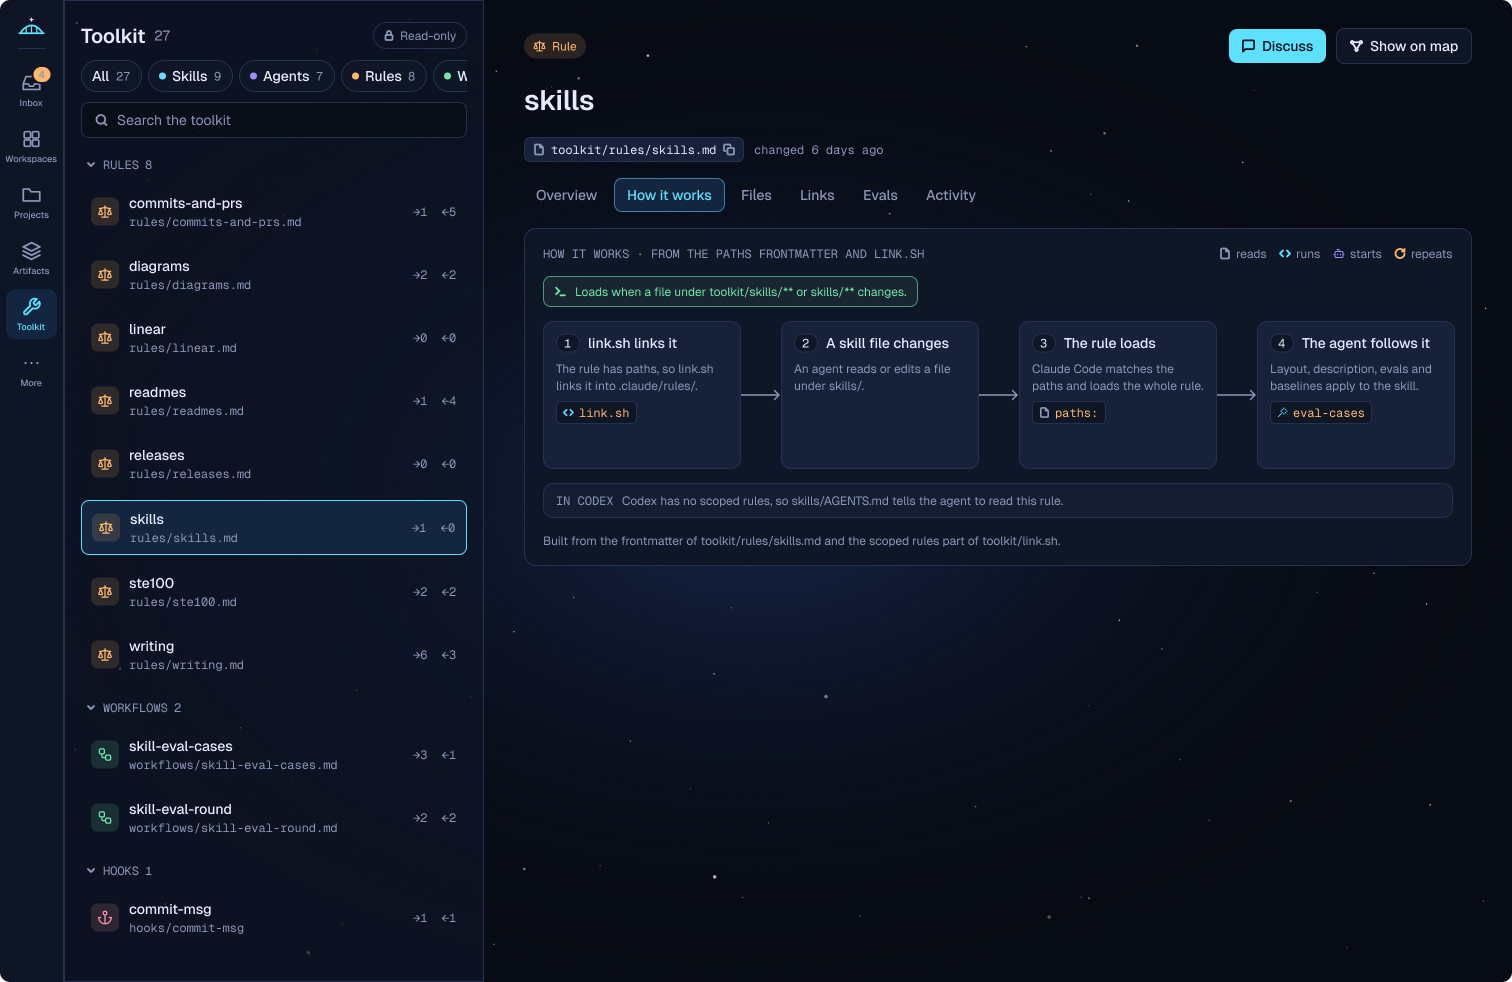 4
Inbox
Workspaces
Projects
Artifacts
Toolkit
More
Toolkit 27
Read-only
All 27
Skills 9
Agents 7
Rules 8
W
Search the toolkit
RULES 8
commits-and-prs
rules/commits-and-prs.md
→1 ←5
diagrams
rules/diagrams.md
→2 ←2
linear
rules/linear.md
→0 ←0
readmes
rules/readmes.md
→1 ←4
releases
rules/releases.md
→0 ←0
skills
rules/skills.md
→1 ←0
ste100
rules/ste100.md
→2 ←2
writing
rules/writing.md
→6 ←3
WORKFLOWS 2
skill-eval-cases
workflows/skill-eval-cases.md
→3 ←1
skill-eval-round
workflows/skill-eval-round.md
→2 ←2
HOOKS 1
commit-msg
hooks/commit-msg
→1 ←1
Rule
Discuss
Show on map
skills
toolkit/rules/skills.md
changed 6 days ago
Overview
How it works
Files
Links
Evals
Activity
HOW IT WORKS · FROM THE PATHS FRONTMATTER AND LINK.SH
reads
runs
starts
repeats
Loads when a file under toolkit/skills/** or skills/** changes.
1 link.sh links it
The rule has paths, so link.sh
links it into .claude/rules/.
link.sh
2 A skill file changes
An agent reads or edits a file
under skills/.
3 The rule loads
Claude Code matches the
paths and loads the whole rule.
paths:
4 The agent follows it
Layout, description, evals and
baselines apply to the skill.
eval-cases
IN CODEX Codex has no scoped rules, so skills/AGENTS.md tells the agent to read this rule.
Built from the frontmatter of toolkit/rules/skills.md and the scoped rules part of toolkit/link.sh.